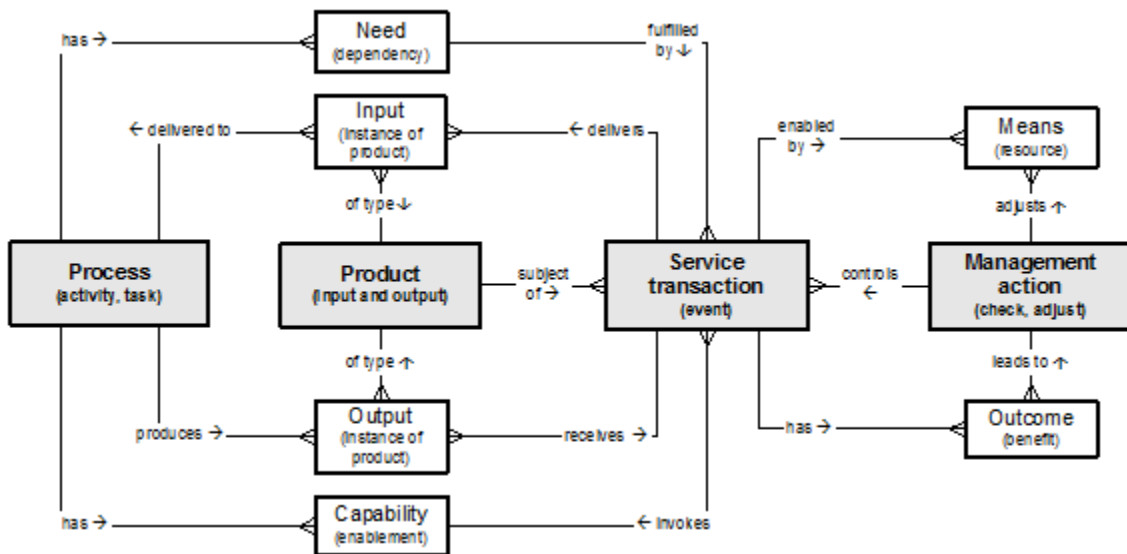 has →
Need
(dependency)
fulfilled
by ↓
← delivered to
Input
(instance of
product)
← delivers
enabled
by →
Means
(resource)
of type ↓
adjusts ↑
Process
(activity, task)
Product
(input and output)
subject
of →
Service
transaction
(event)
controls
←
Management
action
(check, adjust)
of type ↑
leads to ↑
produces →
Output
(instance of
product)
receives →
has →
Outcome
(benefit)
has →
Capability
(enablement)
← invokes